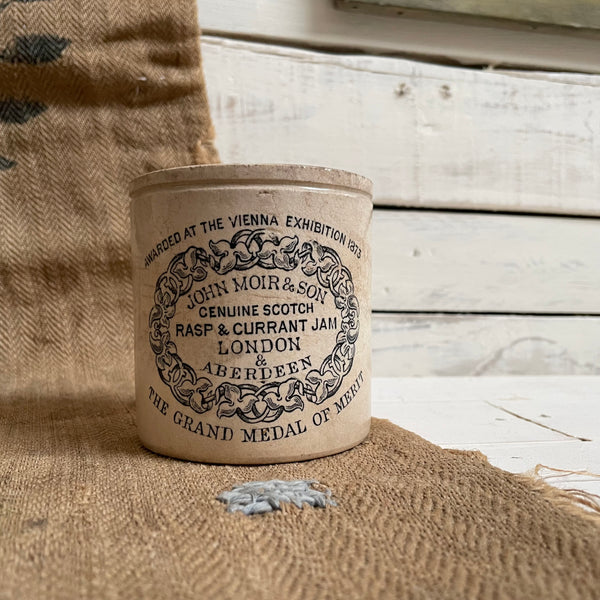 AWARDED AT THE VIENNA EXHIBITION 1873
JOHN MOIR & SON
GENUINE SCOTCH
RASP & CURRANT JAM
LONDON
&
ABERDEEN
THE GRAND MEDAL OF MERIT